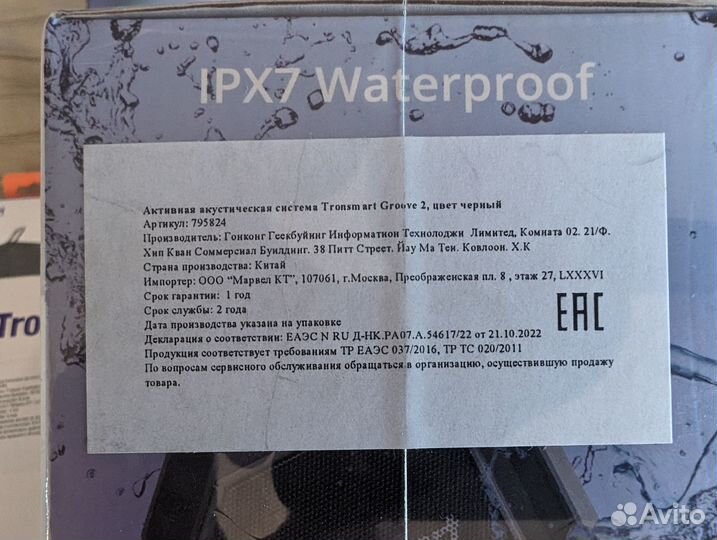 IPX7 Waterproof
Активная акустическая система Tronsmart Groove 2, цвет черный
Артикул: 795824
Производитель: Гонконг Геекбуйинг Информатион Технолоджи Лимитед, Комната 02. 21/Ф.
Хип Кван Соммерсиал Буилдинг. 38 Питт Стреет. Йау Ма Теи. Ковлоон. Х.К
Страна производства: Китай
Импортер: ООО "Марвел КТ", 107061, г.Москва, Преображенская пл. 8 , этаж 27, LXXXVI
Срок гарантии: 1 год
Срок службы: 2 года
Дата производства указана на упаковке
Декларация о соответствии: ЕАЭС N RU Д-HK.РА07.А.54617/22 от 21.10.2022
Продукция соответствует требованиям ТР ЕАЭС 037/2016, ТР ТС 020/2011
По вопросам сервисного обслуживания обращаться в организацию, осуществившую продажу
товара.
EAC
Tro
Avito